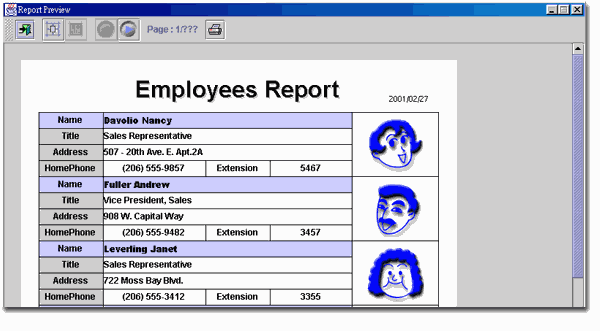 Report Preview
Page : 1/???
Employees Report
2001/02/27
Name Davolio Nancy
Title Sales Representative
Address 507 - 20th Ave. E. Apt.2A
HomePhone (206) 555-9857 Extension 5467
Name Fuller Andrew
Title Vice President, Sales
Address 908 W. Capital Way
HomePhone (206) 555-9482 Extension 3457
Name Leverling Janet
Title Sales Representative
Address 722 Moss Bay Blvd.
HomePhone (206) 555-3412 Extension 3355